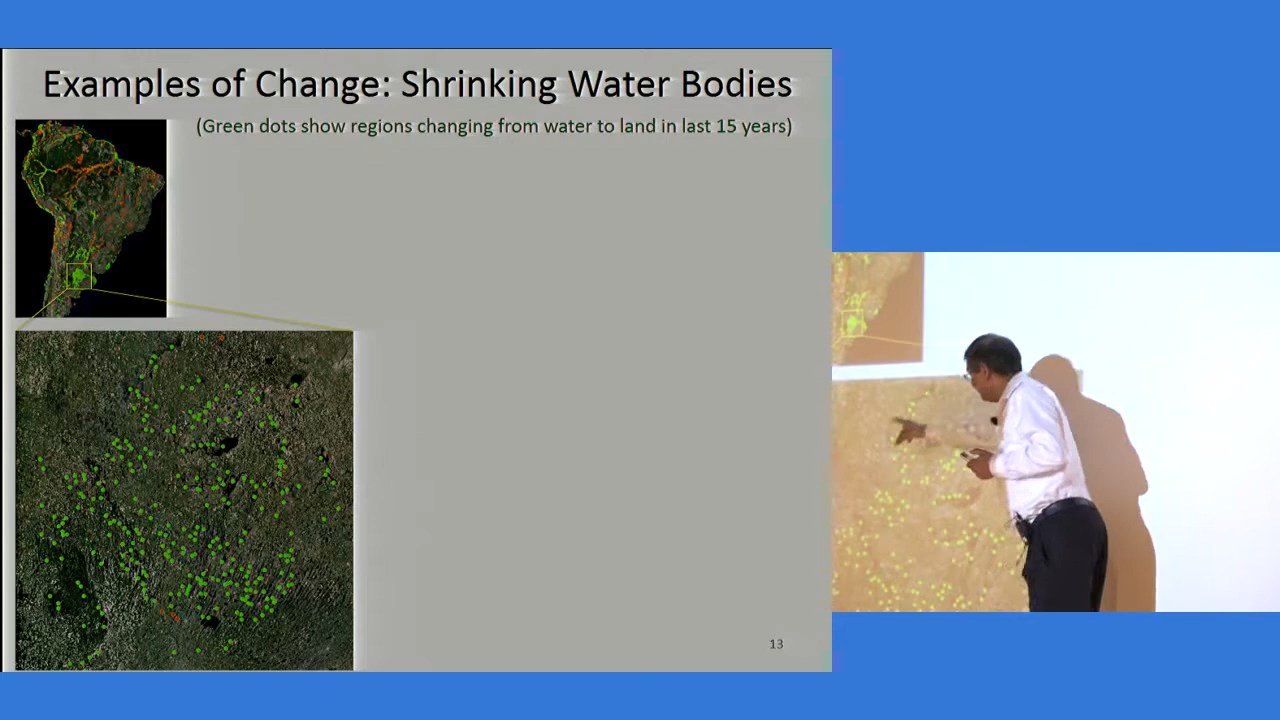 Examples of Change: Shrinking Water Bodies
(Green dots show regions changing from water to land in last 15 years)
13